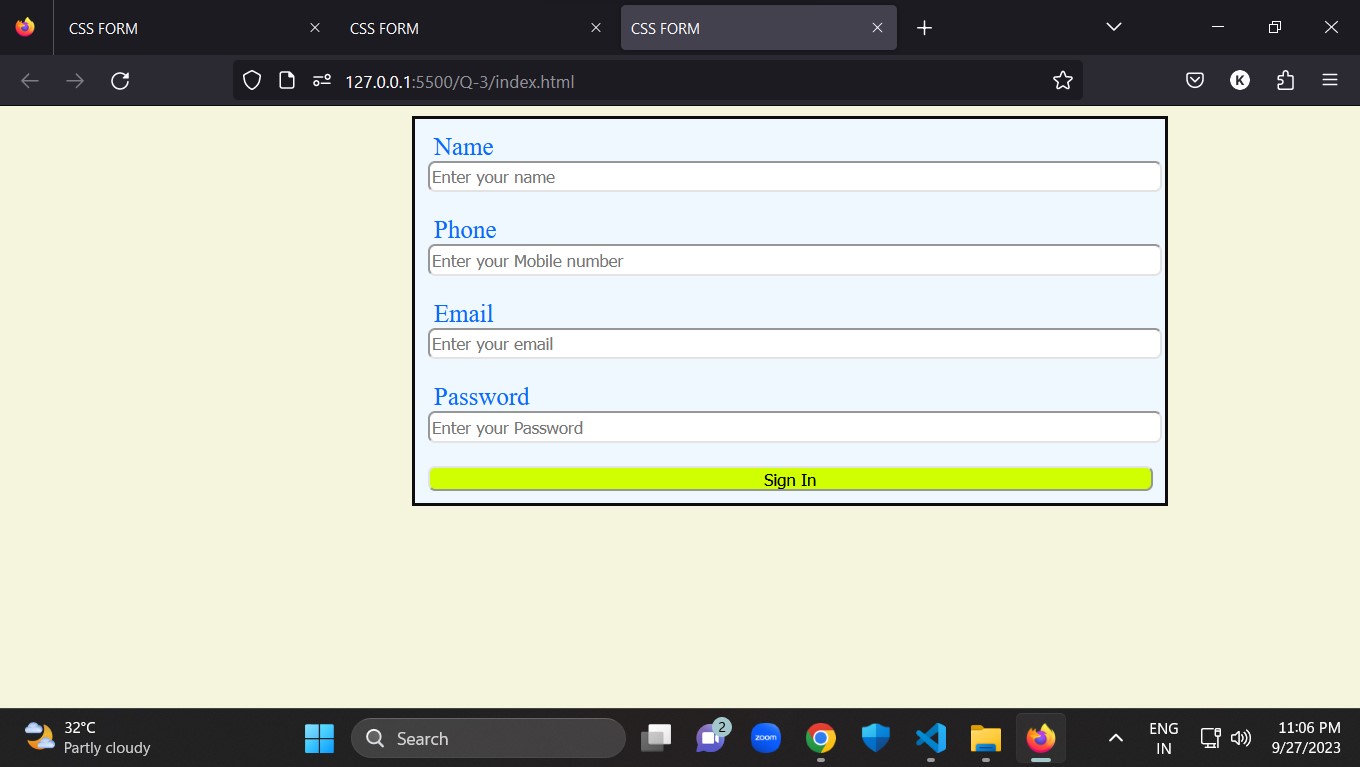 CSS FORM
CSS FORM
CSS FORM
127.0.0.1:5500/Q-3/index.html
K
Name
Enter your name
Phone
Enter your Mobile number
Email
Enter your email
Password
Enter your Password
Sign In
32°C
Partly cloudy
Search
2
zoom
ENG
IN
11:06 PM
9/27/2023